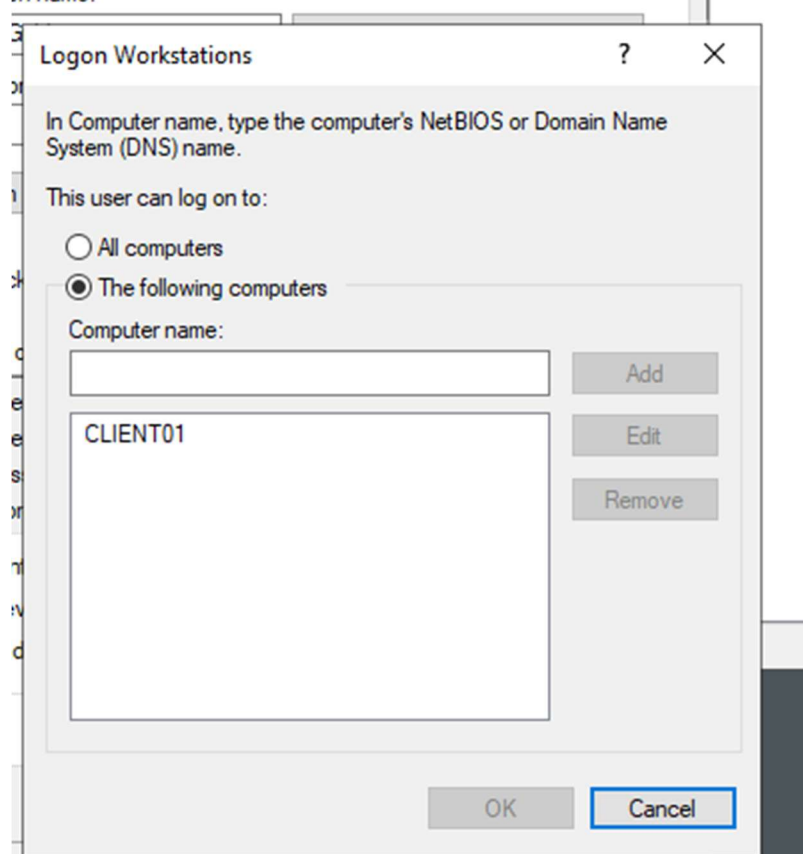 Logon Workstations
?
In Computer name, type the computer's NetBIOS or Domain Name
System (DNS) name.
This user can log on to:
All computers
The following computers
Computer name:
Add
CLIENT01
Edit
Remove
OK
Cancel